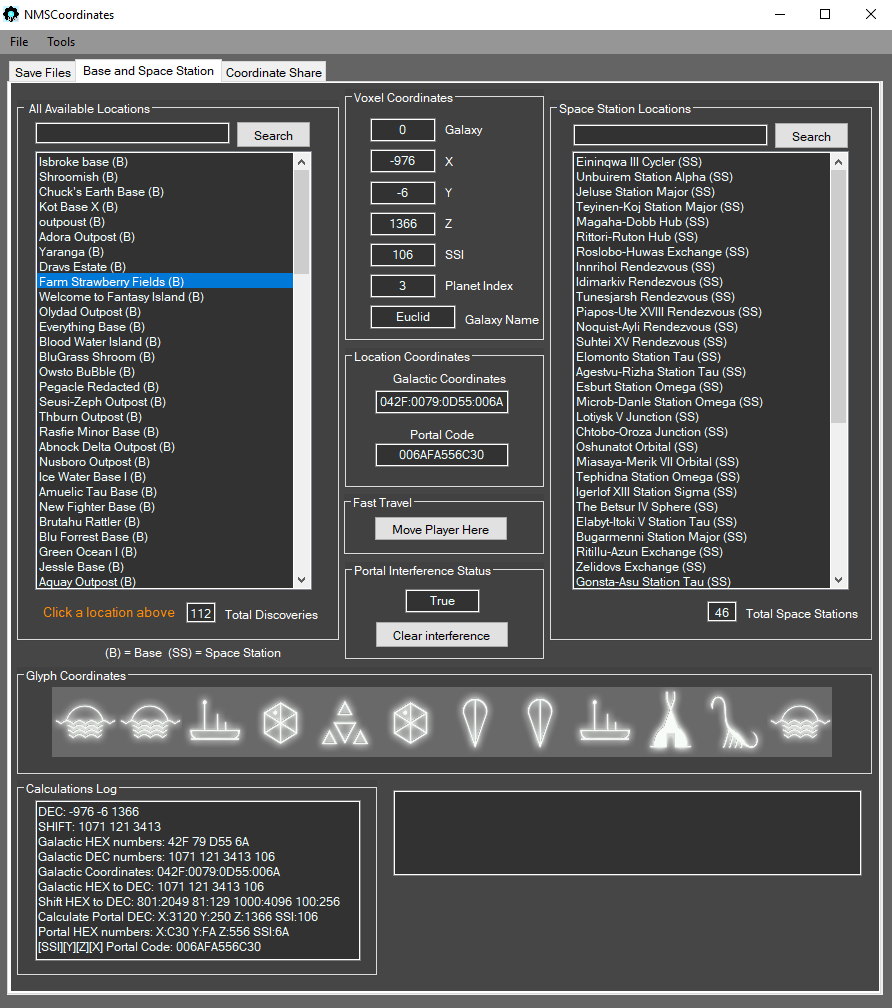 NMSCoordinates
File Tools
Save Files Base and Space Station Coordinate Share
All Available Locations
Search
Isbroke base (B)
Shroomish (B)
Chuck's Earth Base (B)
Kot Base X (B)
outpoust (B)
Adora Outpost (B)
Yaranga (B)
Dravs Estate (B)
Farm Strawberry Fields (B)
Welcome to Fantasy Island (B)
Olydad Outpost (B)
Everything Base (B)
Blood Water Island (B)
BluGrass Shroom (B)
Owsto BuBble (B)
Pegacle Redacted (B)
Seusi-Zeph Outpost (B)
Thburn Outpost (B)
Rasfie Minor Base (B)
Abnock Delta Outpost (B)
Nusboro Outpost (B)
Ice Water Base I (B)
Amuelic Tau Base (B)
New Fighter Base (B)
Brutahu Rattler (B)
Blu Forrest Base (B)
Green Ocean I (B)
Jessle Base (B)
Aquay Outpost (B)
Click a location above 112 Total Discoveries
(B) = Base (SS) = Space Station
Voxel Coordinates
0 Galaxy
-976 X
-6 Y
1366 Z
106 SSI
3 Planet Index
Euclid Galaxy Name
Location Coordinates
Galactic Coordinates
042F:0079:0D55:006A
Portal Code
006AFA556C30
Fast Travel
Move Player Here
Portal Interference Status
True
Clear interference
Space Station Locations
Search
Eininqwa III Cycler (SS)
Unbuirem Station Alpha (SS)
Jeluse Station Major (SS)
Teyinen-Koj Station Major (SS)
Magaha-Dobb Hub (SS)
Rittori-Ruton Hub (SS)
Roslobo-Huwas Exchange (SS)
Innrihol Rendezvous (SS)
Idimarkiv Rendezvous (SS)
Tunesjarsh Rendezvous (SS)
Piapos-Ute XVIII Rendezvous (SS)
Noquist-Ayli Rendezvous (SS)
Suhtei XV Rendezvous (SS)
Elomonto Station Tau (SS)
Agestvu-Rizha Station Tau (SS)
Esburt Station Omega (SS)
Microb-Danle Station Omega (SS)
Lotiysk V Junction (SS)
Chtobo-Oroza Junction (SS)
Oshunatot Orbital (SS)
Miasaya-Merik VII Orbital (SS)
Tephidna Station Omega (SS)
Igerlof XIII Station Sigma (SS)
The Betsur IV Sphere (SS)
Elabyt-Itoki V Station Tau (SS)
Bugarmenni Station Major (SS)
Ritillu-Azun Exchange (SS)
Zelidovs Exchange (SS)
Gonsta-Asu Station Tau (SS)
46 Total Space Stations
Glyph Coordinates
Calculations Log
DEC: -976 -6 1366
SHIFT: 1071 121 3413
Galactic HEX numbers: 42F 79 D55 6A
Galactic DEC numbers: 1071 121 3413 106
Galactic Coordinates: 042F:0079:0D55:006A
Galactic HEX to DEC: 1071 121 3413 106
Shift HEX to DEC: 801:2049 81:129 1000:4096 100:256
Calculate Portal DEC: X:3120 Y:250 Z:1366 SSI:106
Portal HEX numbers: X:C30 Y:FA Z:556 SSI:6A
[SSI][Y][Z][X] Portal Code: 006AFA556C30